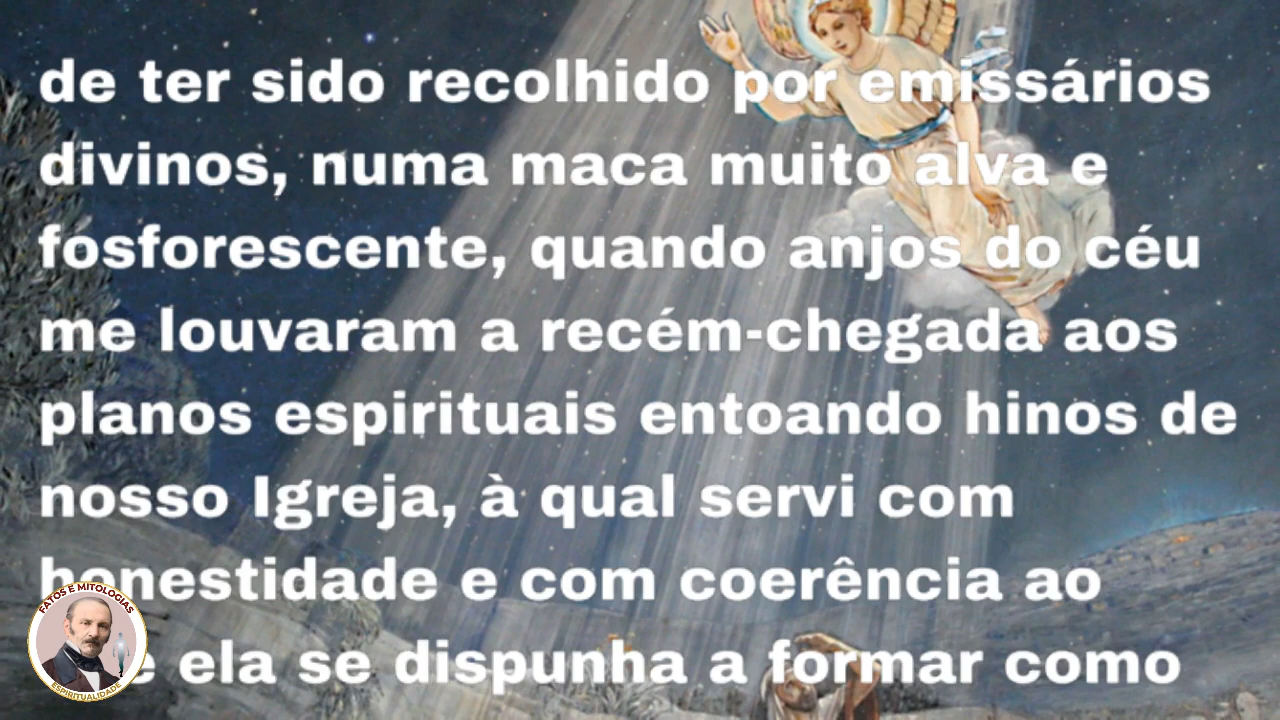 de ter sido recolhido por emissários
divinos, numa maca muito alva e
fosforescente, quando anjos do céu
me louvaram a recém-chegada aos
planos espirituais entoando hinos de
nosso Igreja, à qual servi com
honestidade e com coerência ao
ela se dispunha a formar como
FATOS E MITOLOGIAS
ESPIRITUALIDADE